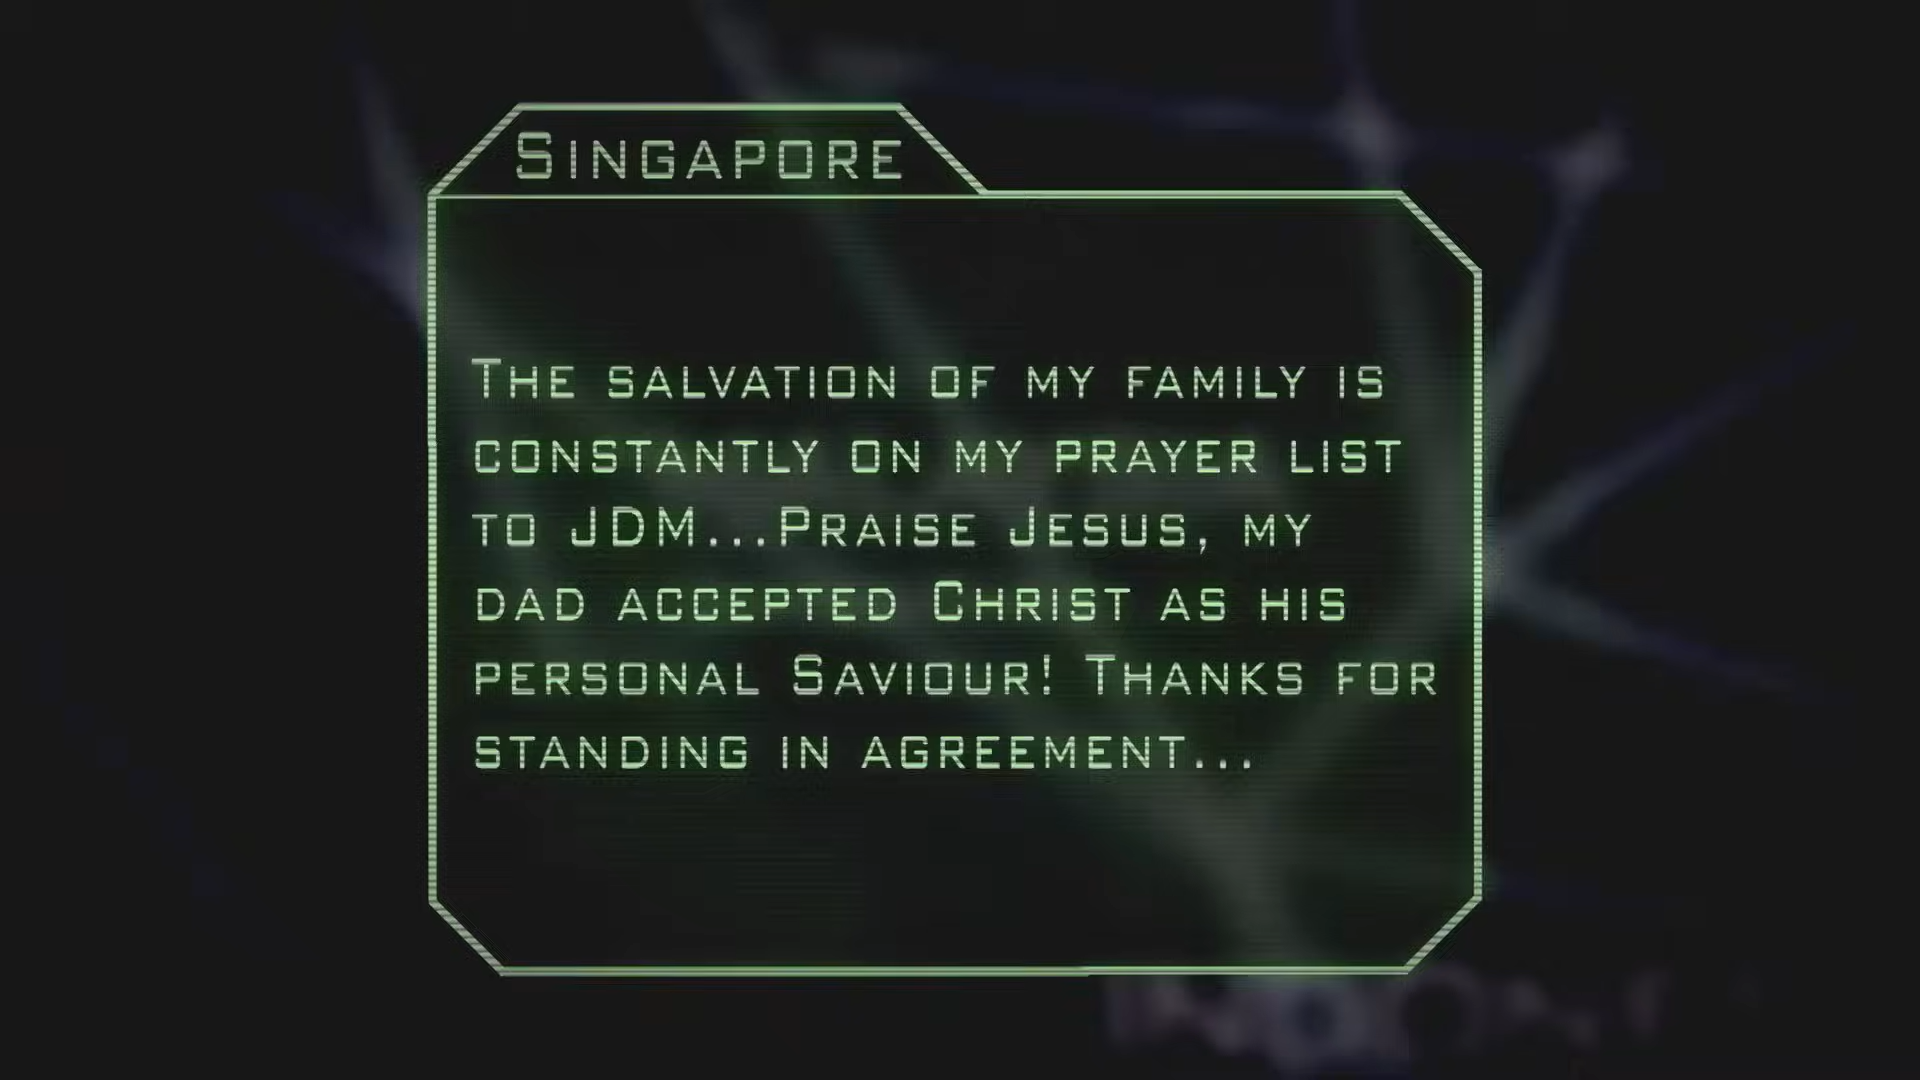 Singapore
The salvation of my family is
constantly on my prayer list
to JDM...Praise Jesus, my
dad accepted Christ as his
personal Saviour! Thanks for
standing in agreement...